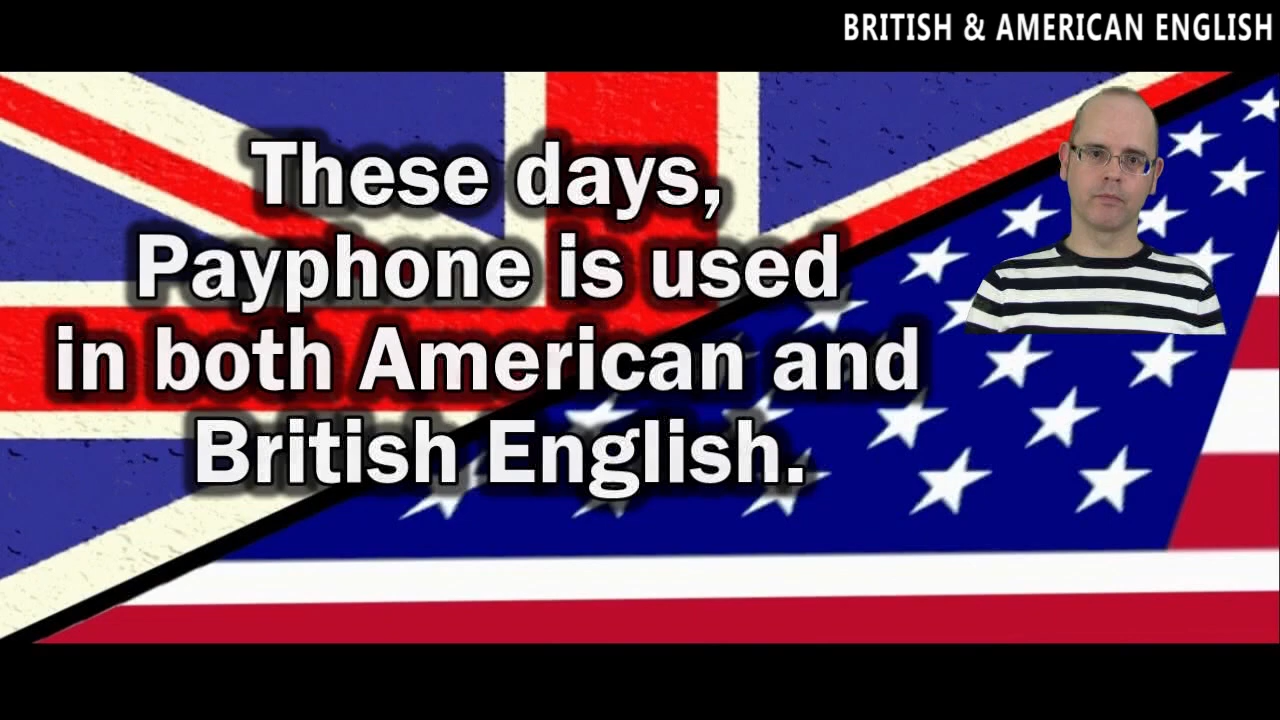 BRITISH & AMERICAN ENGLISH
These days,
Payphone is used
in both American and
British English.